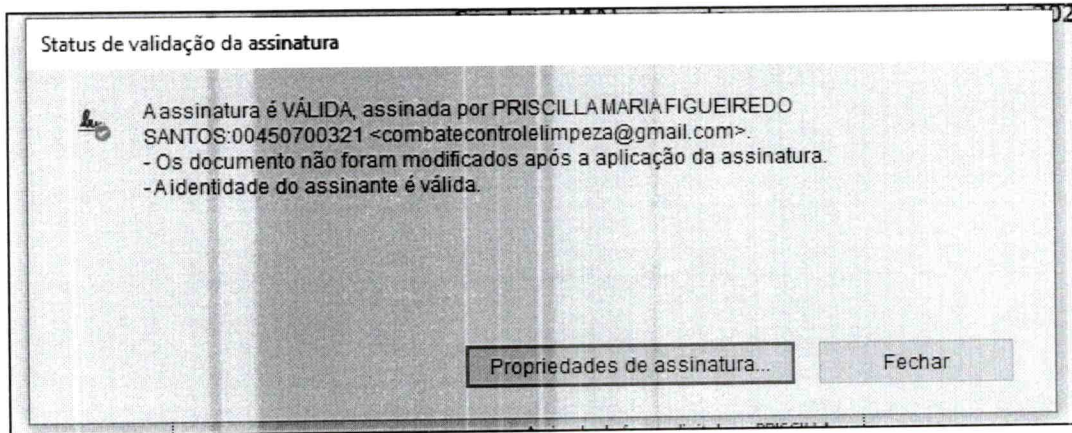 Status de validação da assinatura
A assinatura é VÁLIDA, assinada por PRISCILLA MARIA FIGUEIREDO
SANTOS:00450700321 <combatecontrolelimpeza@gmail.com>.
- Os documento não foram modificados após a aplicação da assinatura.
- A identidade do assinante é válida.
Propriedades de assinatura... Fechar